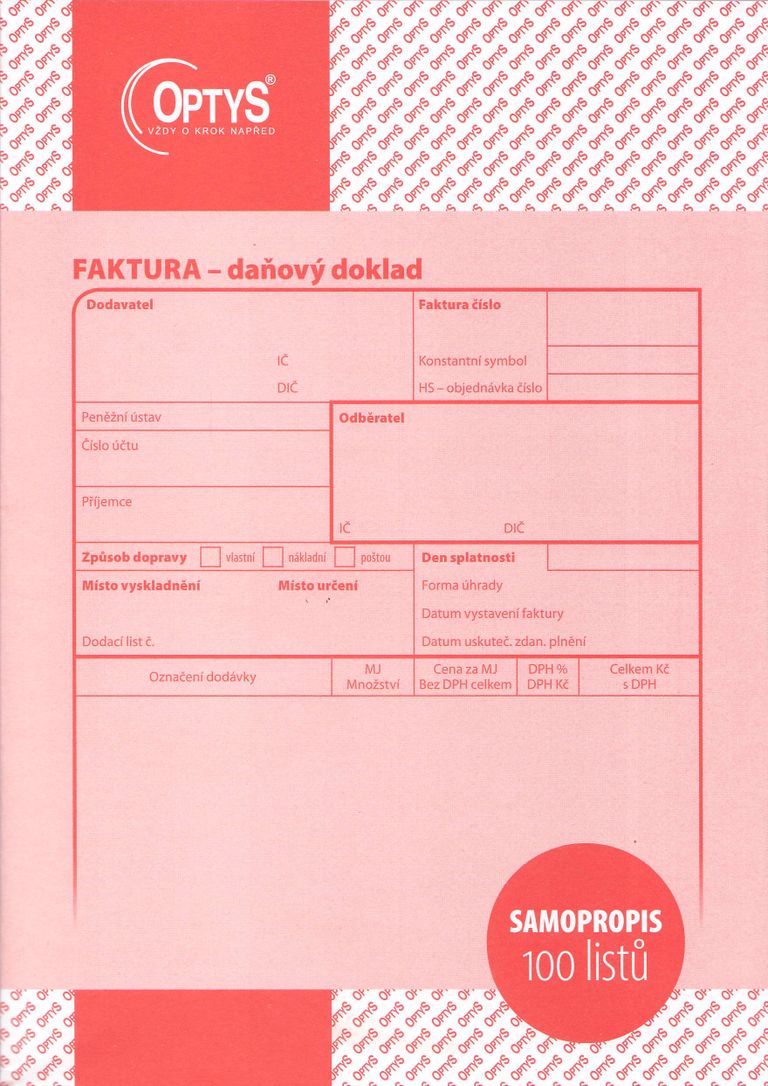 OPTYS®
VŽDY O KROK NAPŘED
FAKTURA – daňový doklad
Dodavatel
IČ
DIČ
Faktura číslo
Konstantní symbol
HS – objednávka číslo
Peněžní ústav
Číslo účtu
Příjemce
Odběratel
IČ DIČ
Způsob dopravy vlastní nákladní poštou
Místo vyskladnění Místo určení
Dodací list č.
Den splatnosti
Forma úhrady
Datum vystavení faktury
Datum uskuteč. zdan. plnění
Označení dodávky
MJ
Množství
Cena za MJ
Bez DPH celkem
DPH %
DPH Kč
Celkem Kč
s DPH
SAMOPROPIS
100 listů